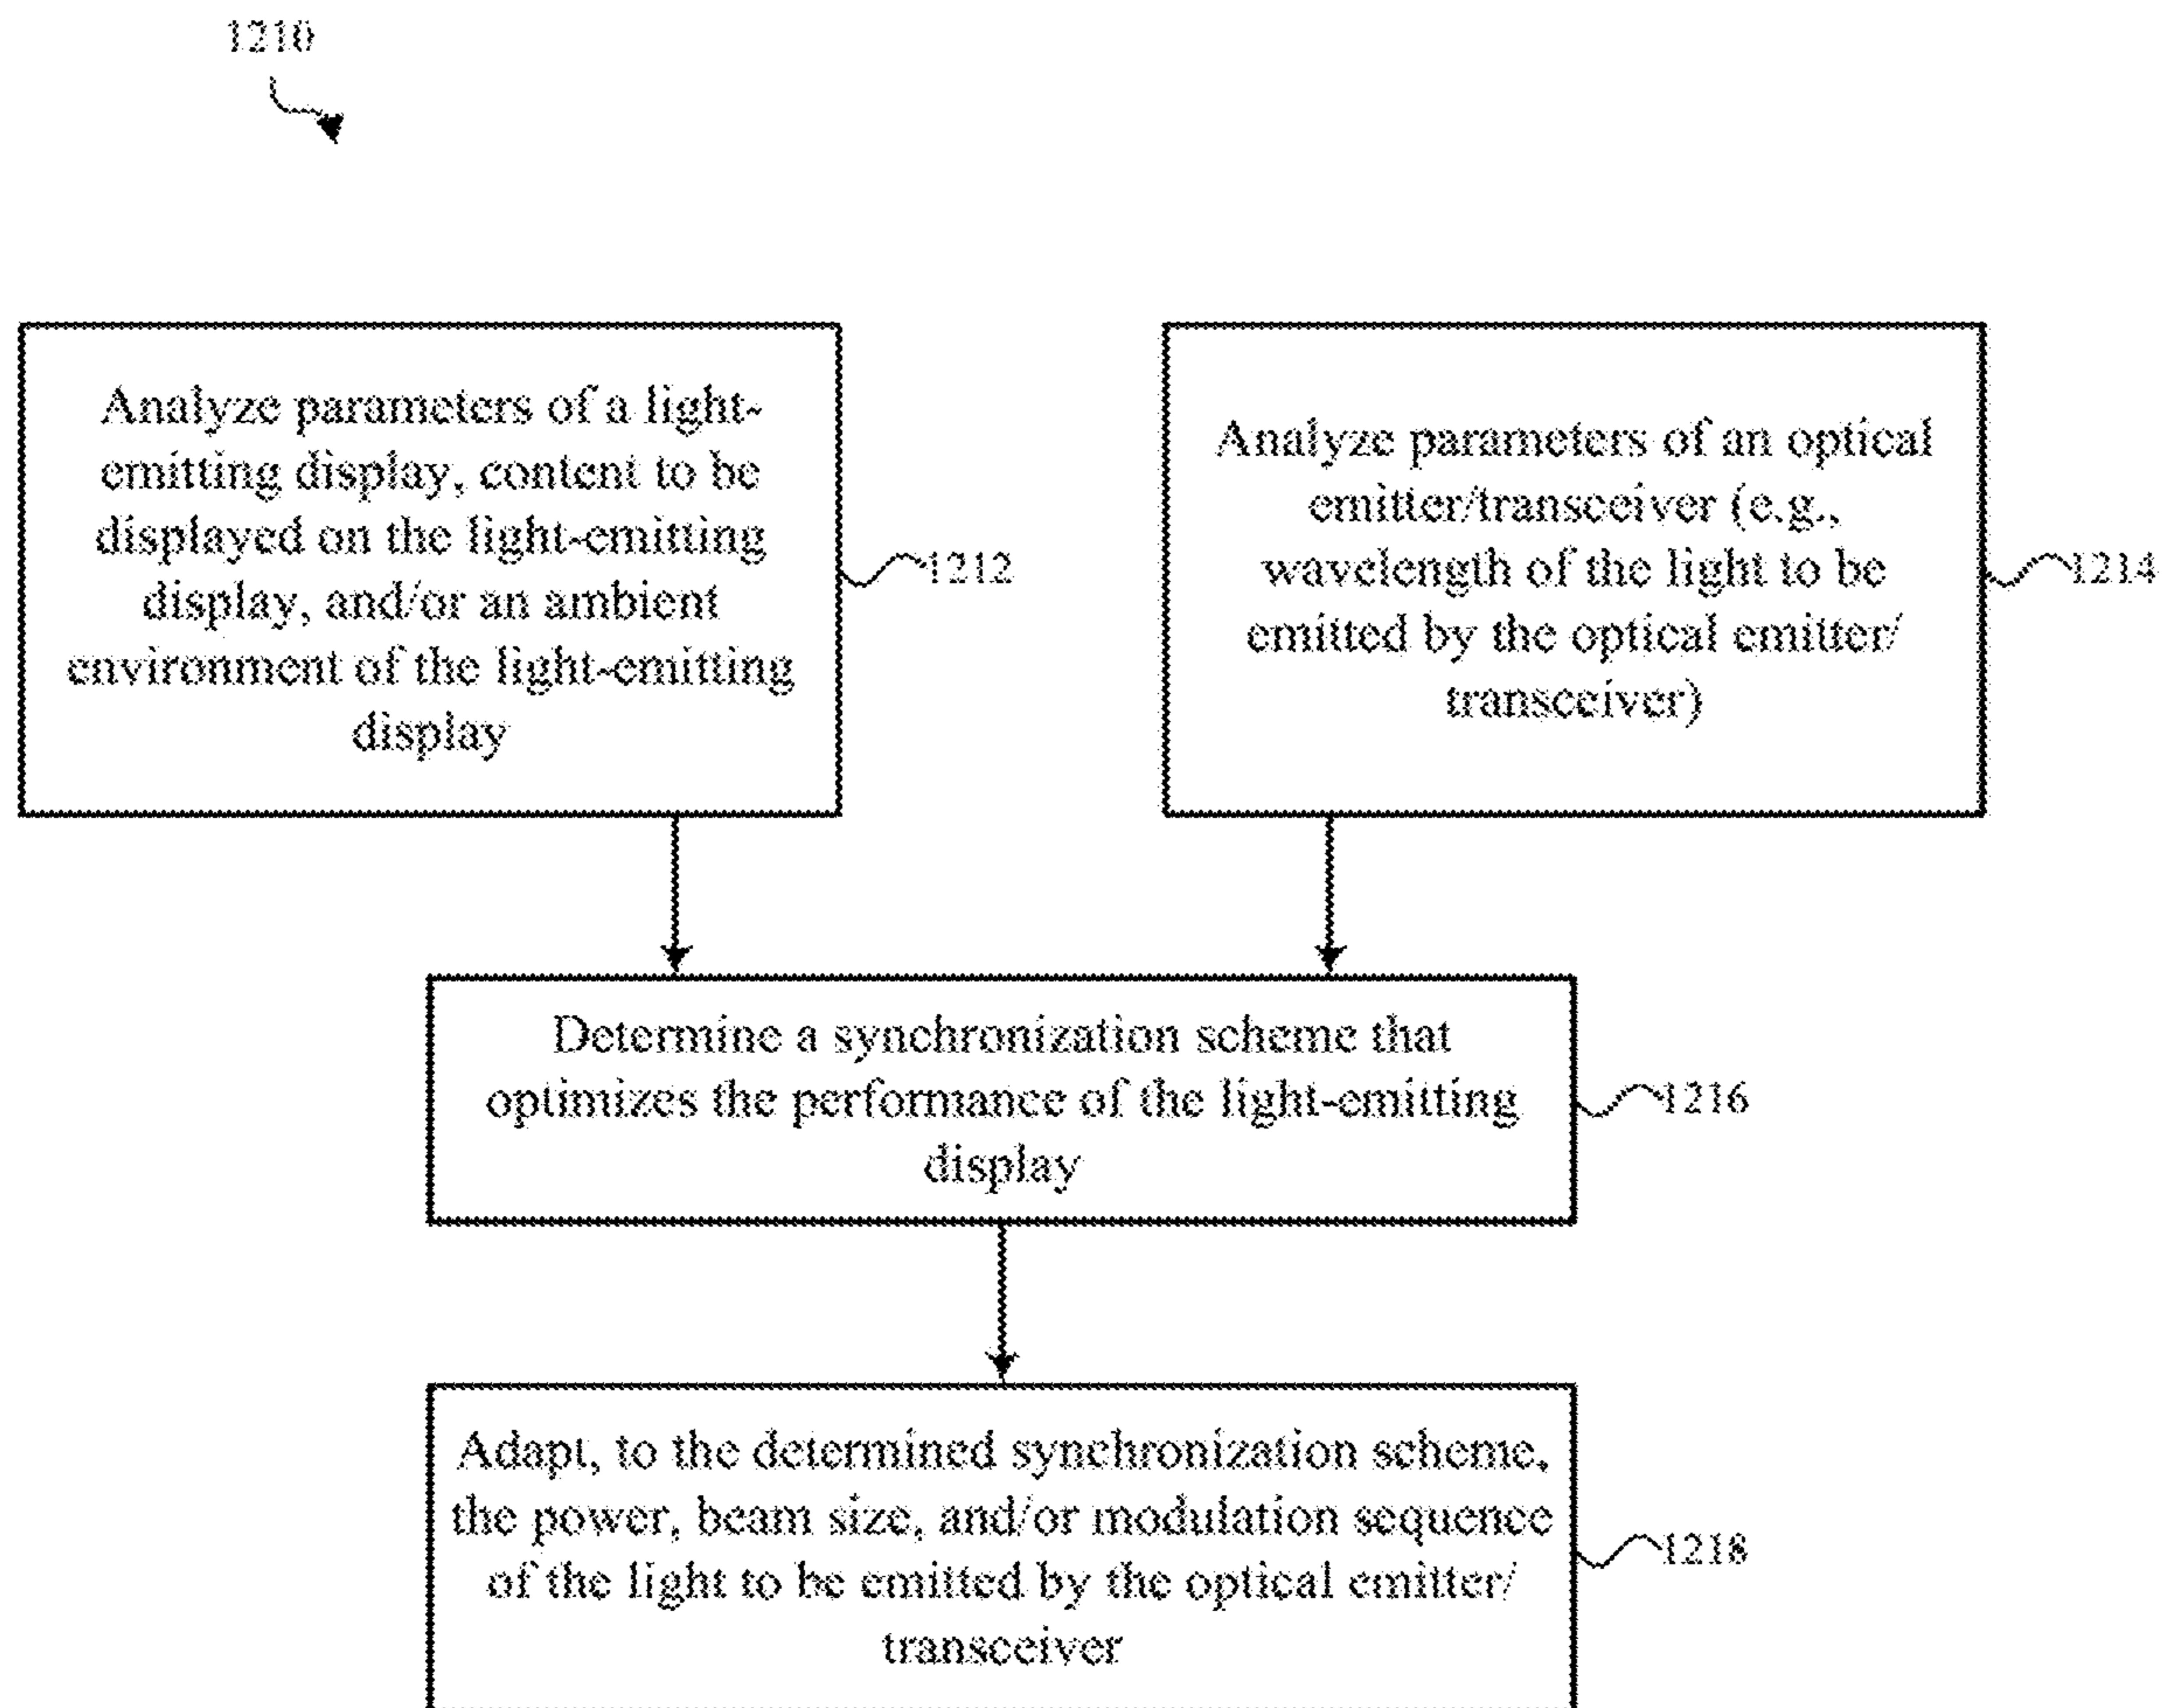 1210
Analyze parameters of a light-
emitting display, content to be
displayed on the light-emitting
display, and/or an ambient
environment of the light-emitting
display
1212
Analyze parameters of an optical
emitter/transceiver (e.g.,
wavelength of the light to be
emitted by the optical emitter/
transceiver)
1214
Determine a synchronization scheme that
optimizes the performance of the light-emitting
display
1216
Adapt, to the determined synchronization scheme,
the power, beam size, and/or modulation sequence
of the light to be emitted by the optical emitter/
transceiver
1218